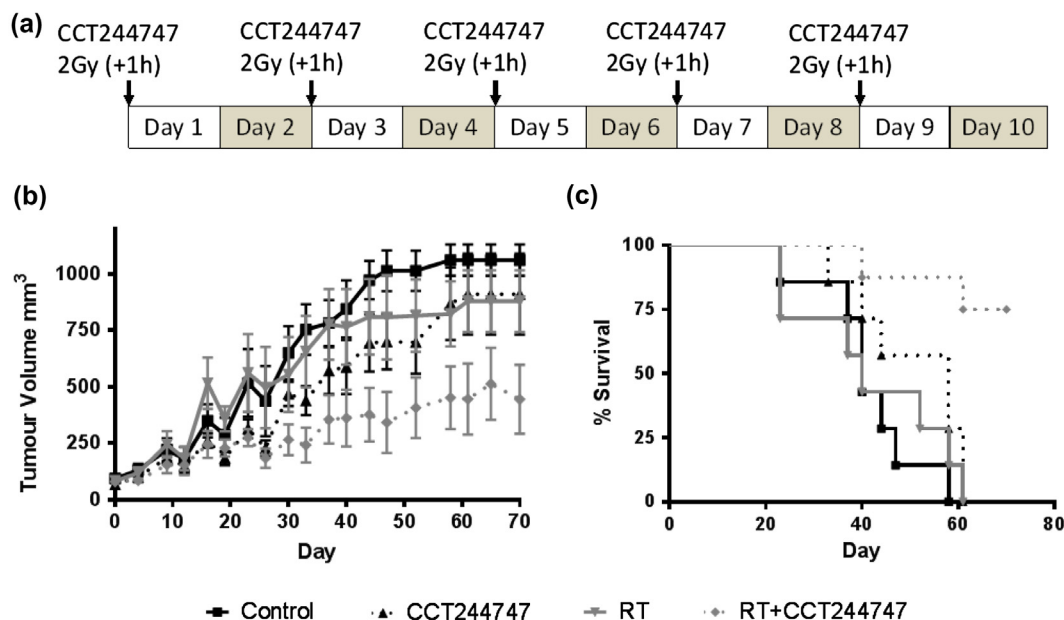 (a)
CCT244747 CCT244747 CCT244747 CCT244747 CCT244747
2Gy (+1h) 2Gy (+1h) 2Gy (+1h) 2Gy (+1h) 2Gy (+1h)
Day 1 Day 2 Day 3 Day 4 Day 5 Day 6 Day 7 Day 8 Day 9 Day 10
(b)
Tumour Volume mm³
1000
750
500
250
0
0 10 20 30 40 50 60 70
Day
(c)
% Survival
100
75
50
25
0
0 20 40 60 80
Day
Control CCT244747 RT RT+CCT244747